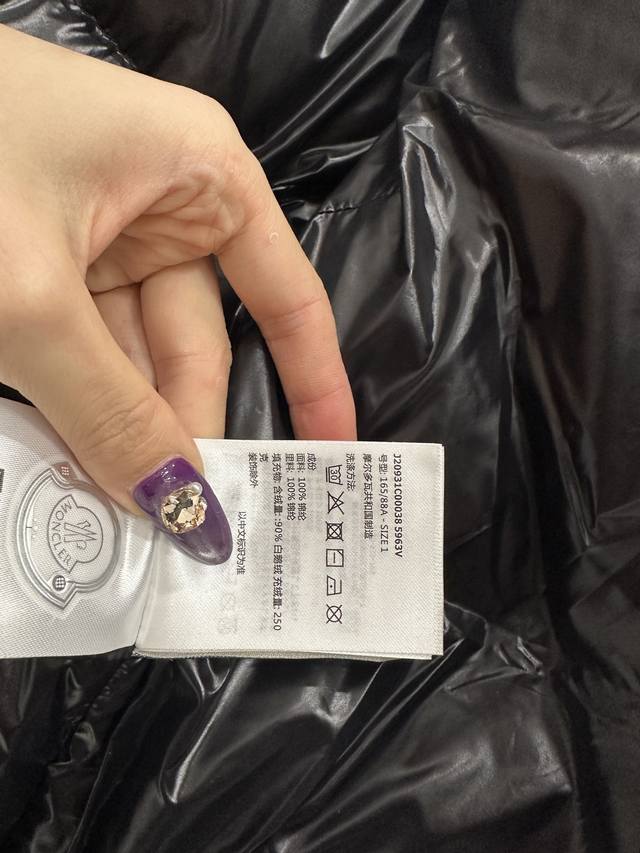 J20931C00038 5963V
号型: 165/88A - SIZE 1
摩尔多瓦共和国制造
洗涤方法:
成份
面料: 100% 锦纶
里料: 100% 锦纶
填充物: 含绒量: 90% 白鹅绒 充绒量: 250
克
装饰除外
以中文标识为准
MONCLER